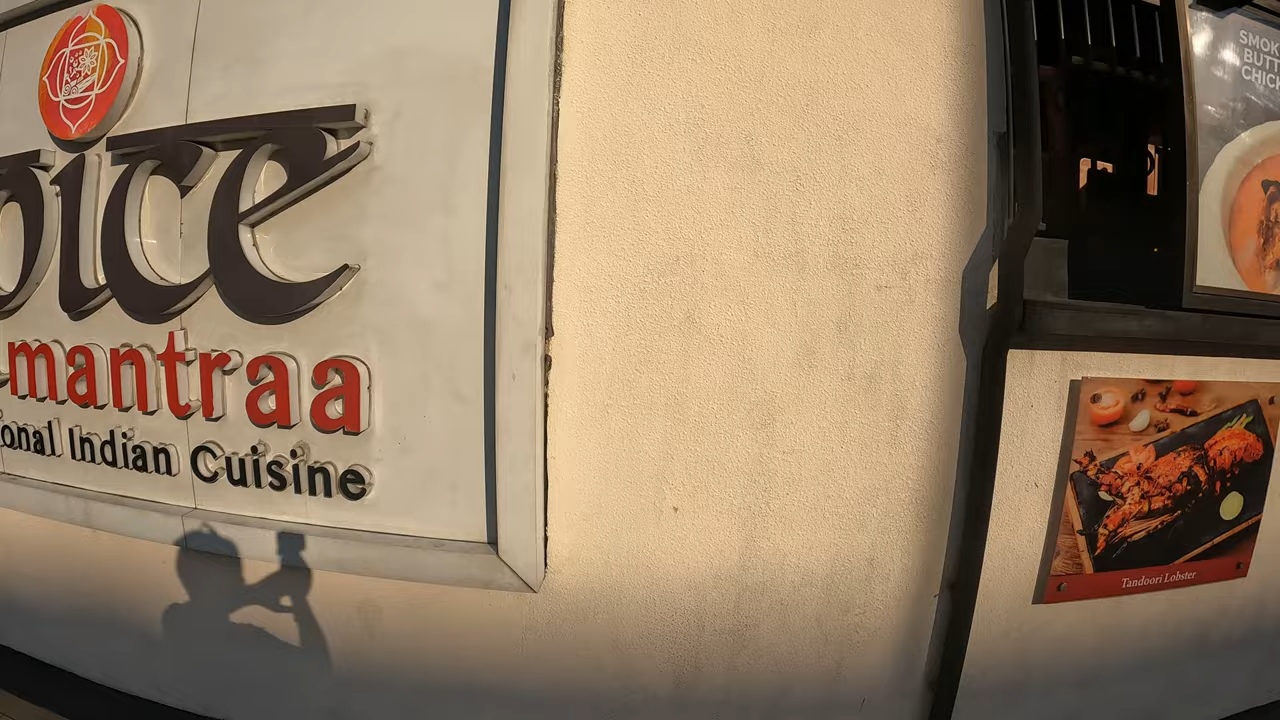 pice
mantraa
ional Indian Cuisine
SMOK
BUTT
CHICK
Tandoori Lobster